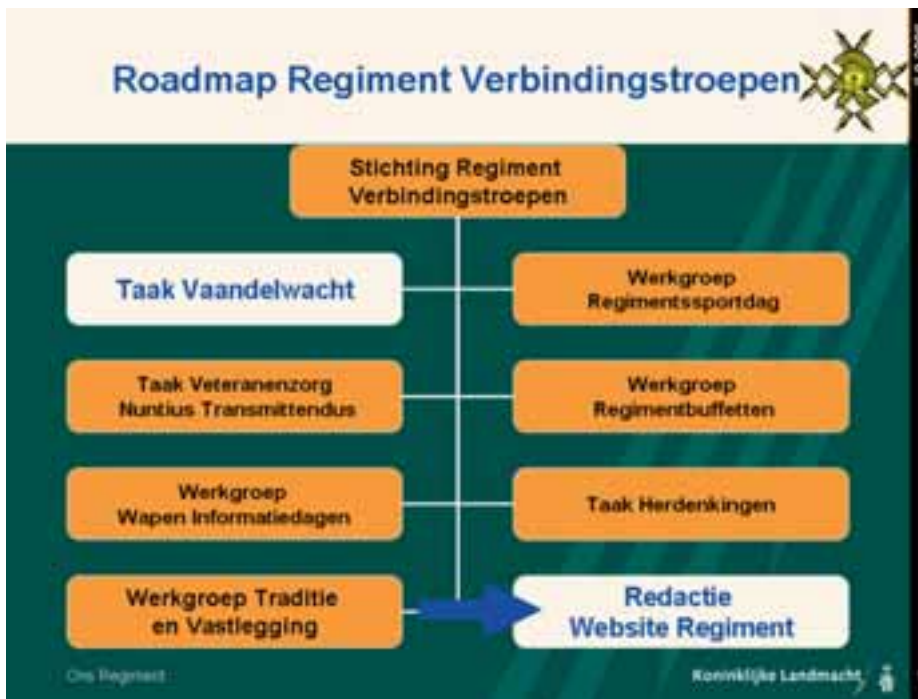 Roadmap Regiment Verbindingstroepen
Stichting Regiment
Verbindingstroepen
Taak Vaandelwacht
Werkgroep
Regimentssportdag
Taak Veteranenzorg
Nuntius Transmittendus
Werkgroep
Regimentbuffetten
Werkgroep
Wapen Informatiedagen
Taak Herdenkingen
Werkgroep Traditie
en Vastlegging
Redactie
Website Regiment
Ons Regiment
Koninklijke Landmacht